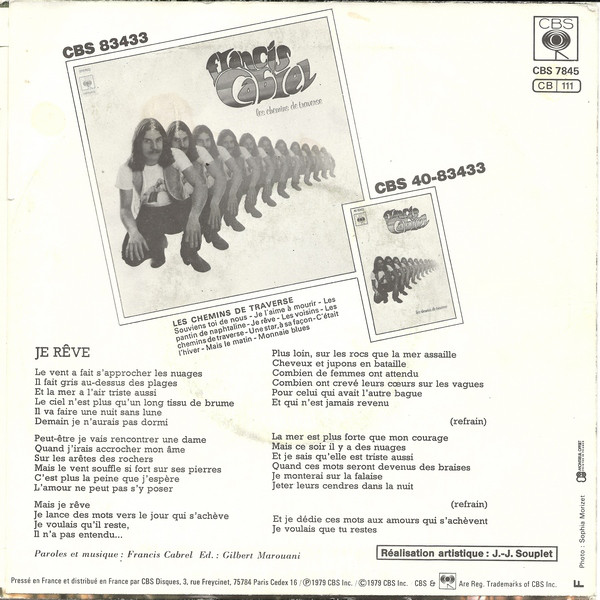 CBS 83433
francis
Cabrel
les chemins de traverse
CBS
CBS 7845
CB 111
CBS 40-83433
francis
Cabrel
les chemins de traverse
LES CHEMINS DE TRAVERSE
Souviens toi de nous - Je l'aime à mourir - Les
pantin de naphtaline - Je rêve - Les voisins - Les
chemins de traverse - Une star, à sa façon - C'était
l'hiver - Mais le matin - Monnaie blues
JE RÊVE
Le vent a fait s'approcher les nuages
Il fait gris au-dessus des plages
Et la mer a l'air triste aussi
Le ciel n'est plus qu'un long tissu de brume
Il va faire une nuit sans lune
Demain je n'aurais pas dormi
Peut-être je vais rencontrer une dame
Quand j'irais accrocher mon âme
Sur les arêtes des rochers
Mais le vent souffle si fort sur ses pierres
C'est plus la peine que j'espère
L'amour ne peut pas s'y poser
Mais je rêve
Je lance des mots vers le jour qui s'achève
Je voulais qu'il reste,
Il n'a pas entendu...
Plus loin, sur les rocs que la mer assaille
Cheveux et jupons en bataille
Combien de femmes ont attendu
Combien ont crevé leurs cœurs sur les vagues
Pour celui qui avait l'autre bague
Et qui n'est jamais revenu
(refrain)
La mer est plus forte que mon courage
Mais ce soir il y a des nuages
Et je sais qu'elle est triste aussi
Quand ces mots seront devenus des braises
Je monterai sur la falaise
Jeter leurs cendres dans la nuit
(refrain)
Et je dédie ces mots aux amours qui s'achèvent
Je voulais que tu restes
Paroles et musique : Francis Cabrel Ed. : Gilbert Marouani
Réalisation artistique : J.-J. Souplet
Pressé en France et distribué en France par CBS Disques, 3, rue Freycinet, 75784 Paris Cedex 16 / Ⓟ1979 CBS Inc. / ©1979 CBS Inc. CBS & Are Reg. Trademarks of CBS Inc.
Photo : Sophia Morizet
F